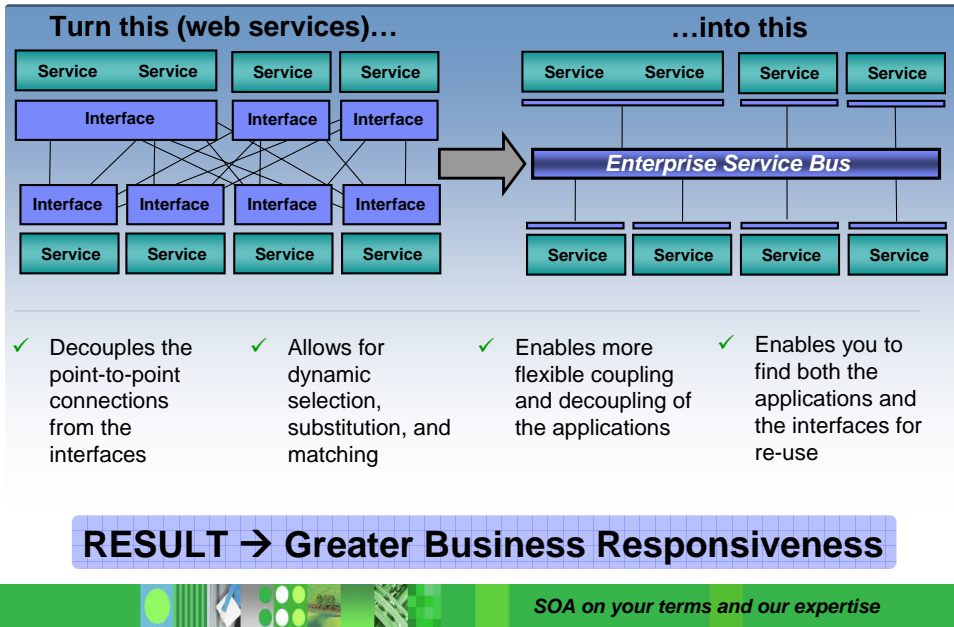 Turn this (web services)…
…into this
Service Service Service Service
Interface Interface Interface
Interface Interface Interface Interface
Service Service Service Service
Service Service Service Service
Enterprise Service Bus
Service Service Service Service
✓ Decouples the
point-to-point
connections
from the
interfaces
✓ Allows for
dynamic
selection,
substitution, and
matching
✓ Enables more
flexible coupling
and decoupling of
the applications
✓ Enables you to
find both the
applications and
the interfaces for
re-use
RESULT → Greater Business Responsiveness
SOA on your terms and our expertise